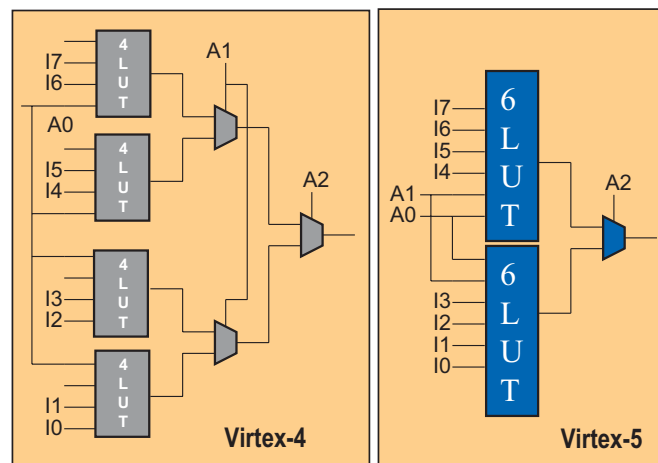 4
L
U
T
I7
I6
A0
A1
4
L
U
T
I5
I4
A2
4
L
U
T
I3
I2
4
L
U
T
I1
I0
Virtex-4
6
L
U
T
I7
I6
I5
I4
A1
A0
A2
6
L
U
T
I3
I2
I1
I0
Virtex-5